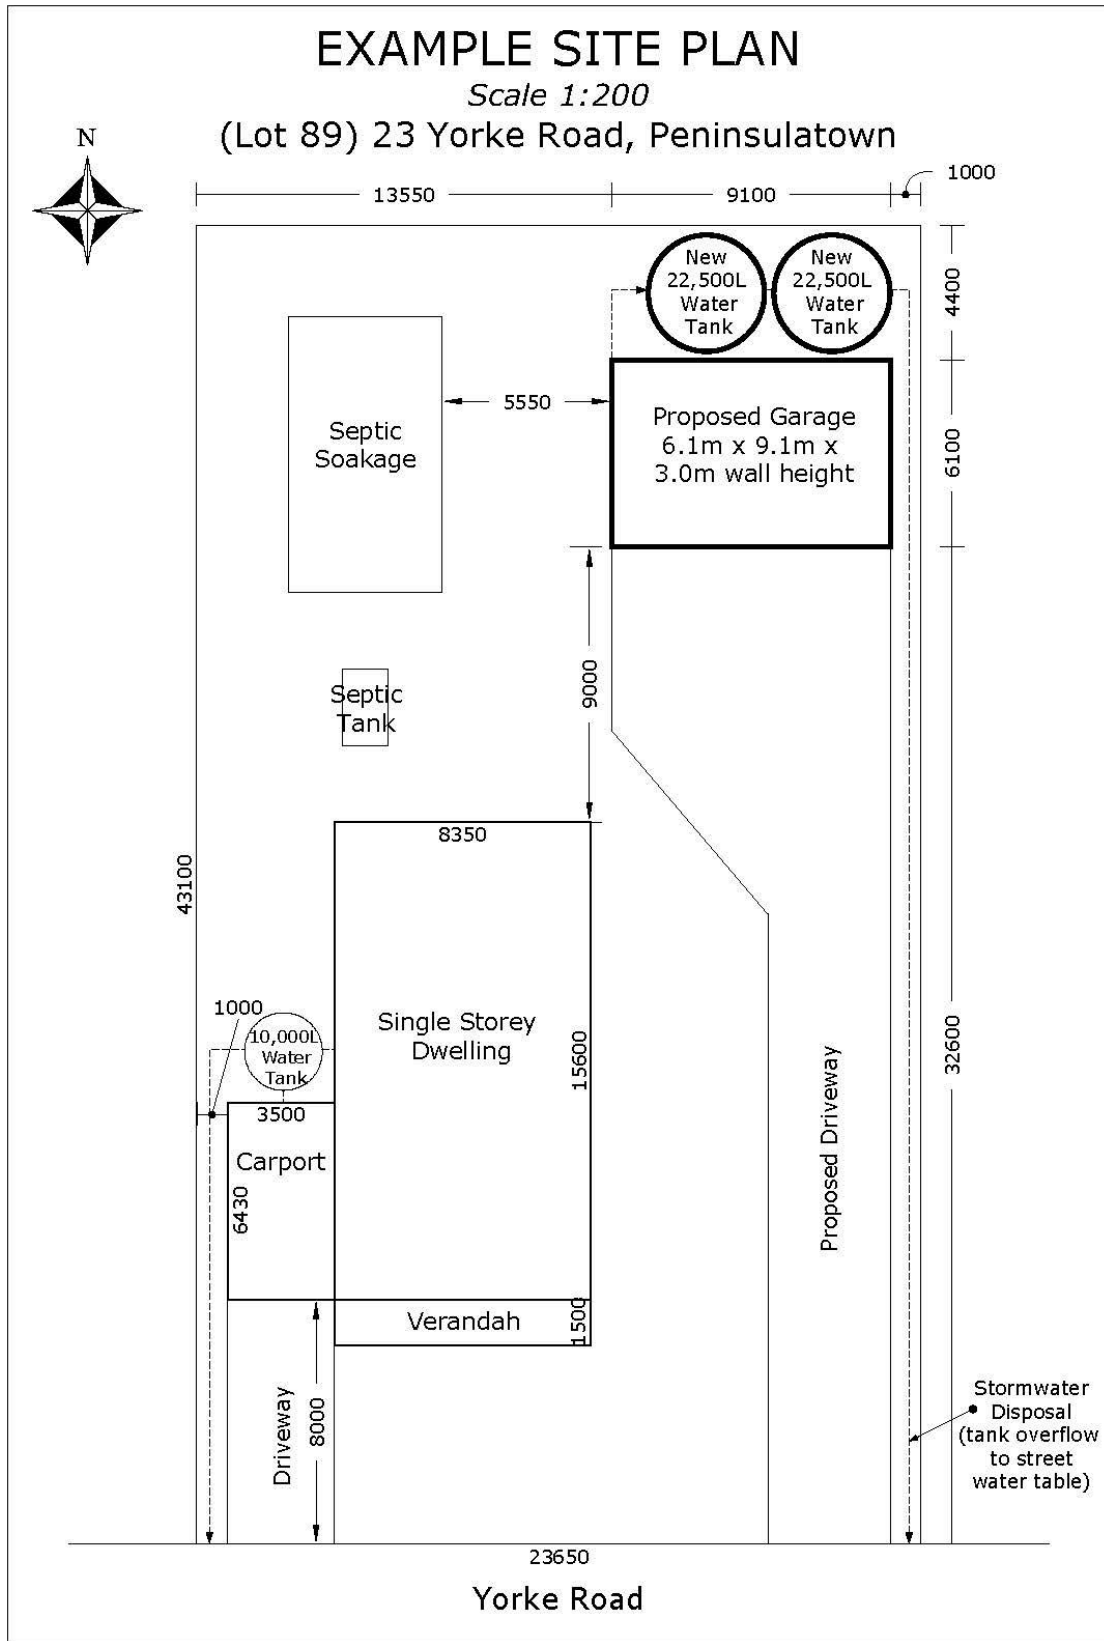 EXAMPLE SITE PLAN
Scale 1:200
(Lot 89) 23 Yorke Road, Peninsulatown
N
13550
9100
1000
New
22,500L
Water
Tank
New
22,500L
Water
Tank
4400
Septic
Soakage
5550
Proposed Garage
6.1m x 9.1m x
3.0m wall height
6100
Septic
Tank
9000
8350
43100
1000
10,000L
Water
Tank
Single Storey
Dwelling
15600
32600
3500
Carport
6430
Proposed Driveway
Verandah
1500
Driveway
8000
Stormwater
Disposal
(tank overflow
to street
water table)
23650
Yorke Road